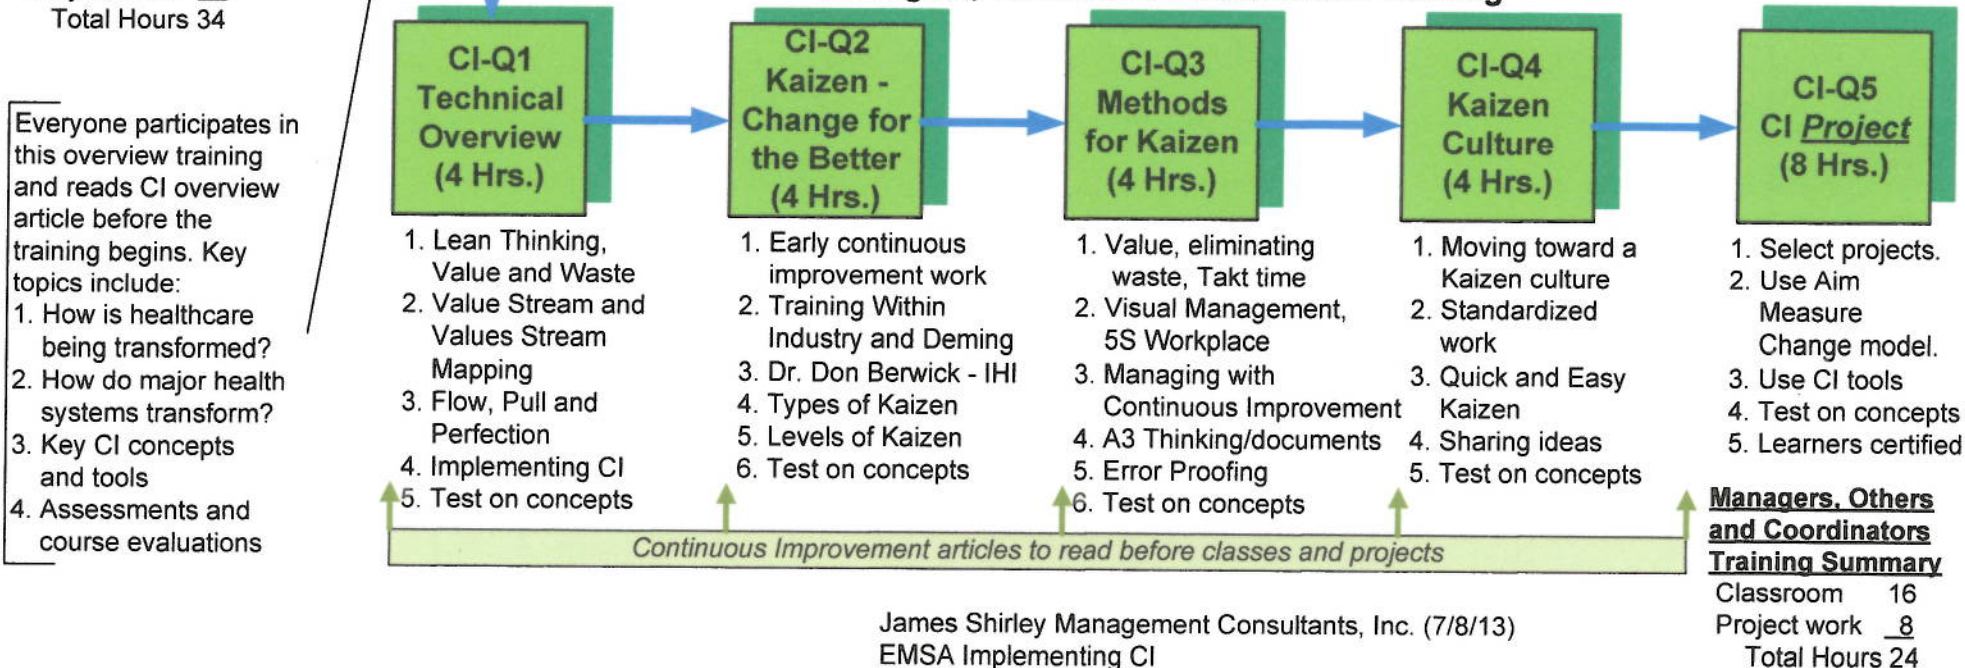 Total Hours 34
Everyone participates in
this overview training
and reads CI overview
article before the
training begins. Key
topics include:
1. How is healthcare
being transformed?
2. How do major health
systems transform?
3. Key CI concepts
and tools
4. Assessments and
course evaluations
CI-Q1
Technical
Overview
(4 Hrs.)
1. Lean Thinking,
Value and Waste
2. Value Stream and
Values Stream
Mapping
3. Flow, Pull and
Perfection
4. Implementing CI
5. Test on concepts
CI-Q2
Kaizen -
Change for
the Better
(4 Hrs.)
1. Early continuous
improvement work
2. Training Within
Industry and Deming
3. Dr. Don Berwick - IHI
4. Types of Kaizen
5. Levels of Kaizen
6. Test on concepts
CI-Q3
Methods
for Kaizen
(4 Hrs.)
1. Value, eliminating
waste, Takt time
2. Visual Management,
5S Workplace
3. Managing with
Continuous Improvement
4. A3 Thinking/documents
5. Error Proofing
6. Test on concepts
CI-Q4
Kaizen
Culture
(4 Hrs.)
1. Moving toward a
Kaizen culture
2. Standardized
work
3. Quick and Easy
Kaizen
4. Sharing ideas
5. Test on concepts
CI-Q5
CI Project
(8 Hrs.)
1. Select projects.
2. Use Aim
Measure
Change model.
3. Use CI tools
4. Test on concepts
5. Learners certified
Continuous Improvement articles to read before classes and projects
Managers, Others
and Coordinators
Training Summary
Classroom 16
Project work 8
Total Hours 24
James Shirley Management Consultants, Inc. (7/8/13)
EMSA Implementing CI